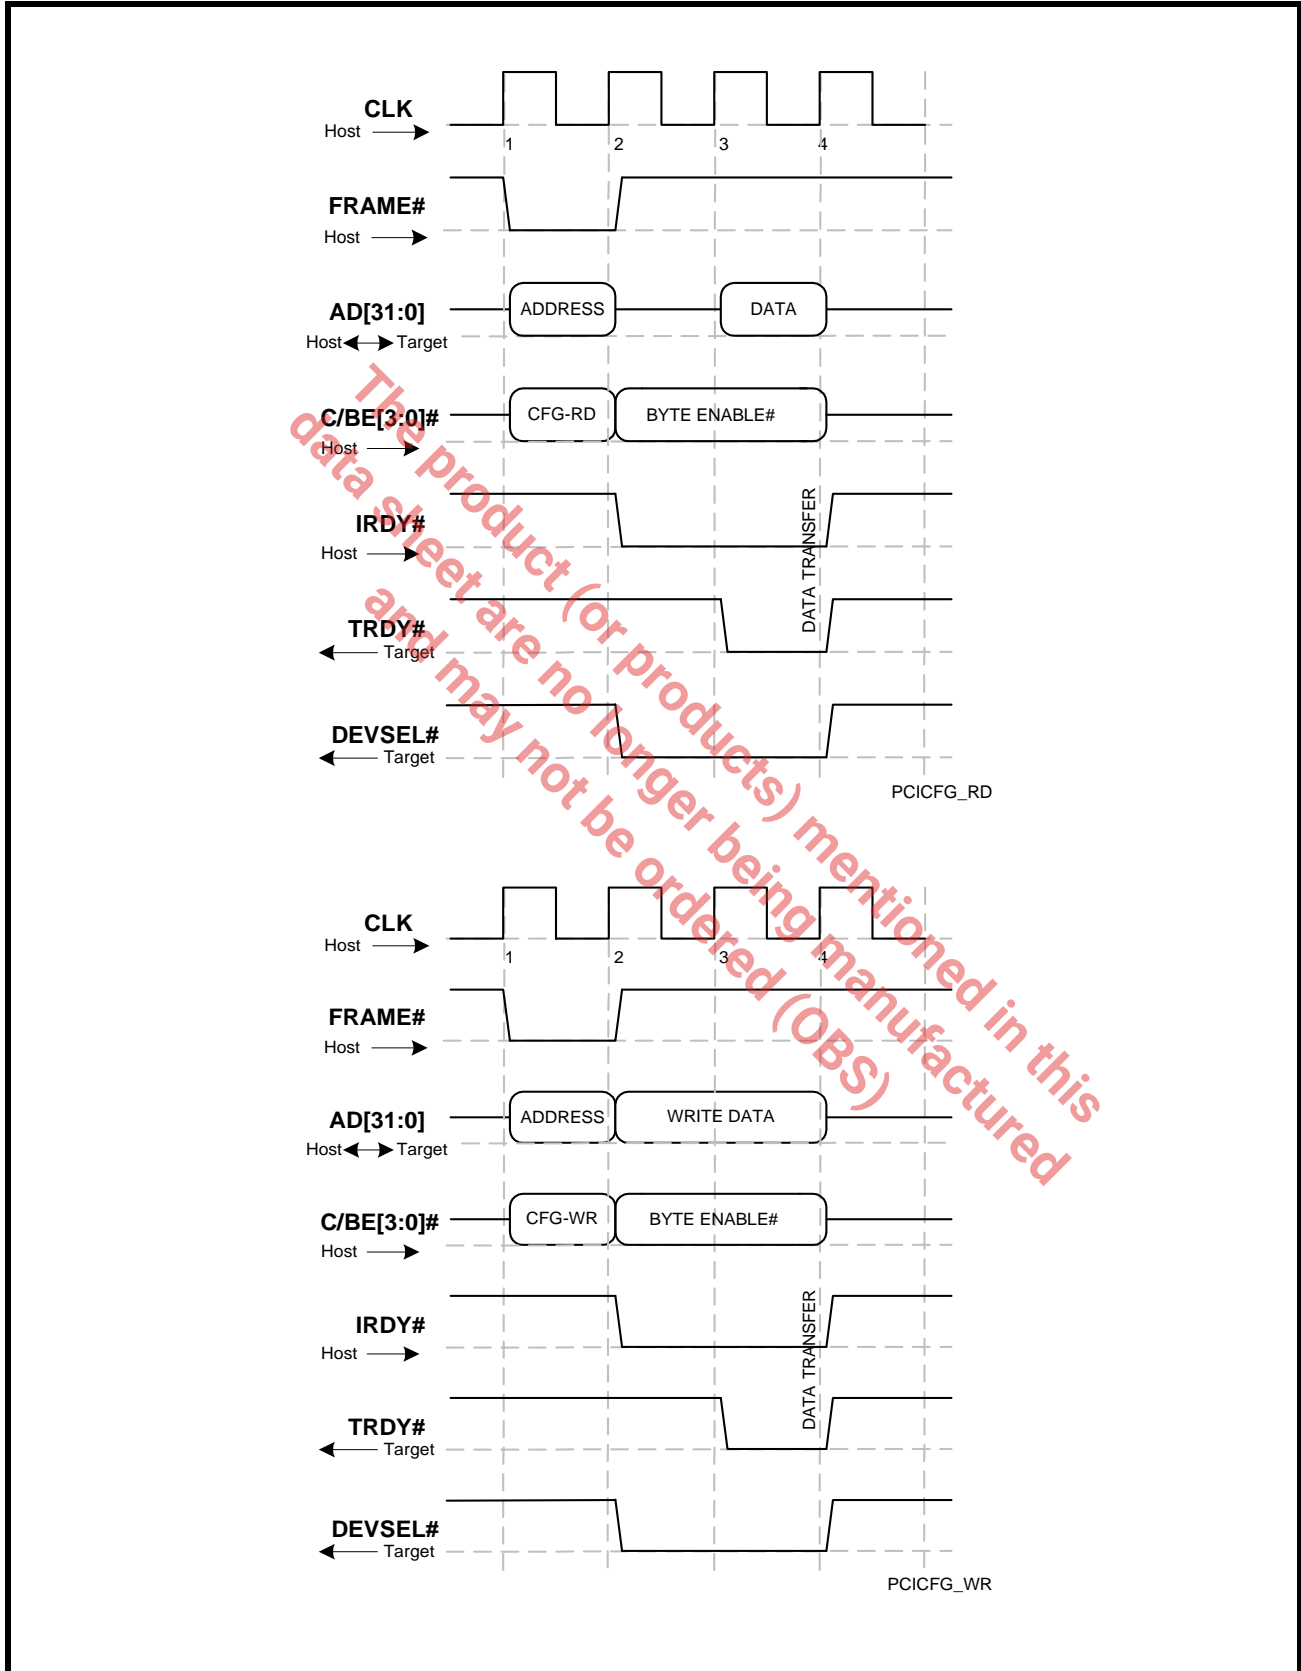 CLK
Host
1 2 3 4
FRAME#
Host
AD[31:0]
ADDRESS DATA
Host Target
C/BE[3:0]#
CFG-RD BYTE ENABLE#
Host
IRDY#
Host
DATA TRANSFER
TRDY#
Target
DEVSEL#
Target
PCICFG_RD
CLK
Host
1 2 3 4
FRAME#
Host
AD[31:0]
ADDRESS WRITE DATA
Host Target
C/BE[3:0]#
CFG-WR BYTE ENABLE#
Host
IRDY#
Host
DATA TRANSFER
TRDY#
Target
DEVSEL#
Target
PCICFG_WR
The product (or products) mentioned in this
data sheet are no longer being manufactured
and may not be ordered (OBS)